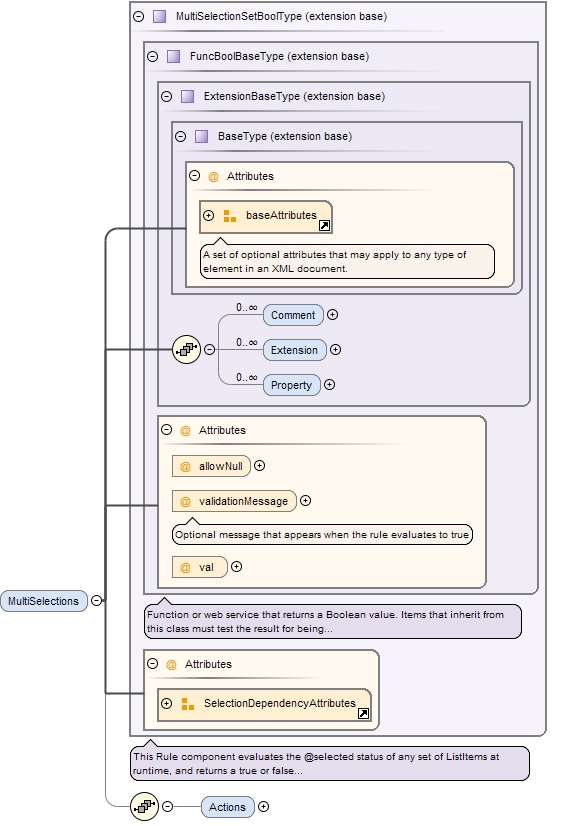 MultiSelectionSetBoolType (extension base)
FuncBoolBaseType (extension base)
ExtensionBaseType (extension base)
BaseType (extension base)
@ Attributes
baseAttributes
A set of optional attributes that may apply to any type of
element in an XML document.
0..∞
Comment
0..∞
Extension
0..∞
Property
@ Attributes
@ allowNull
@ validationMessage
Optional message that appears when the rule evaluates to true
@ val
MultiSelections
Function or web service that returns a Boolean value. Items that inherit from
this class must test the result for being...
@ Attributes
SelectionDependencyAttributes
This Rule component evaluates the @selected status of any set of ListItems at
runtime, and returns a true or false...
Actions